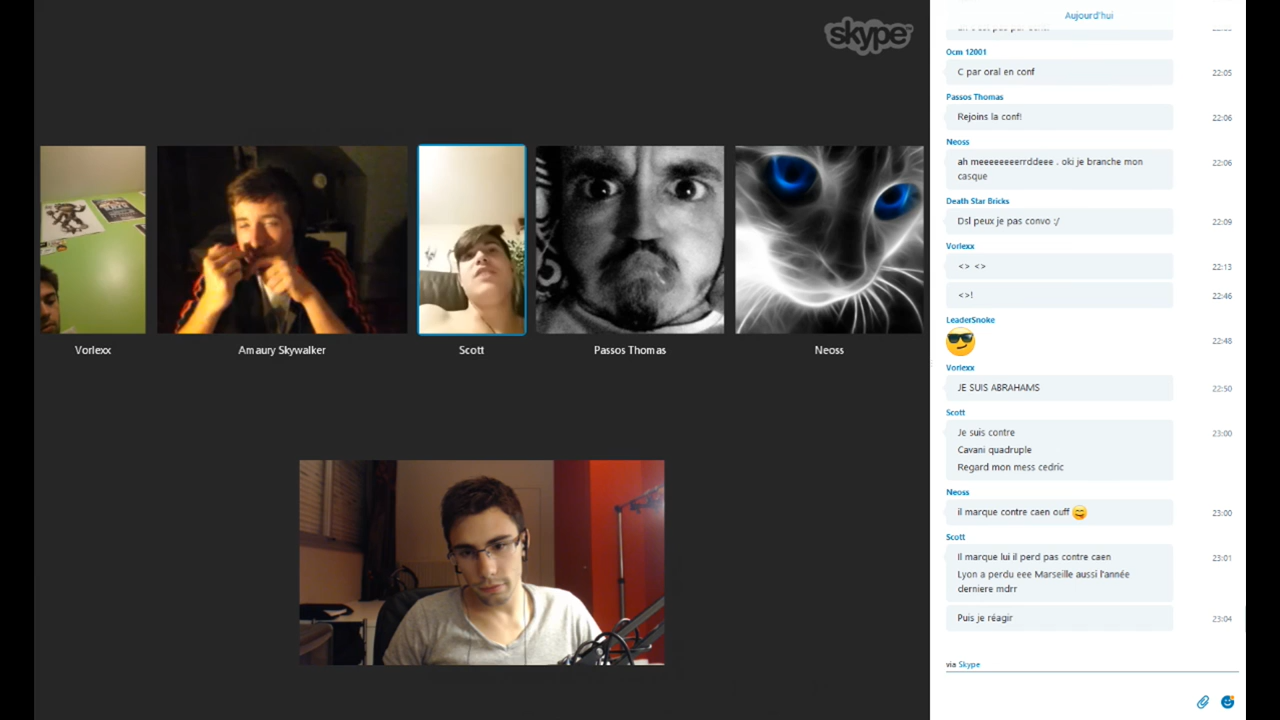 skype™
Vorlexx
Amaury Skywalker
Scott
Passos Thomas
Neoss
Aujourd'hui
Ocm 12001
C par oral en conf
22:05
Passos Thomas
Rejoins la conf!
22:06
Neoss
ah meeeeeeeerrddeee . oki je branche mon
22:06
casque
Death Star Bricks
Dsl peux je pas convo :/
22:09
Vorlexx
<> <>
22:13
<>!
22:46
LeaderSnoke
22:48
Vorlexx
JE SUIS ABRAHAMS
22:50
Scott
Je suis contre
23:00
Cavani quadruple
Regard mon mess cedric
Neoss
il marque contre caen ouff
23:00
Scott
Il marque lui il perd pas contre caen
23:01
Lyon a perdu eee Marseille aussi l'année
derniere mdrr
Puis je réagir
23:04
via Skype